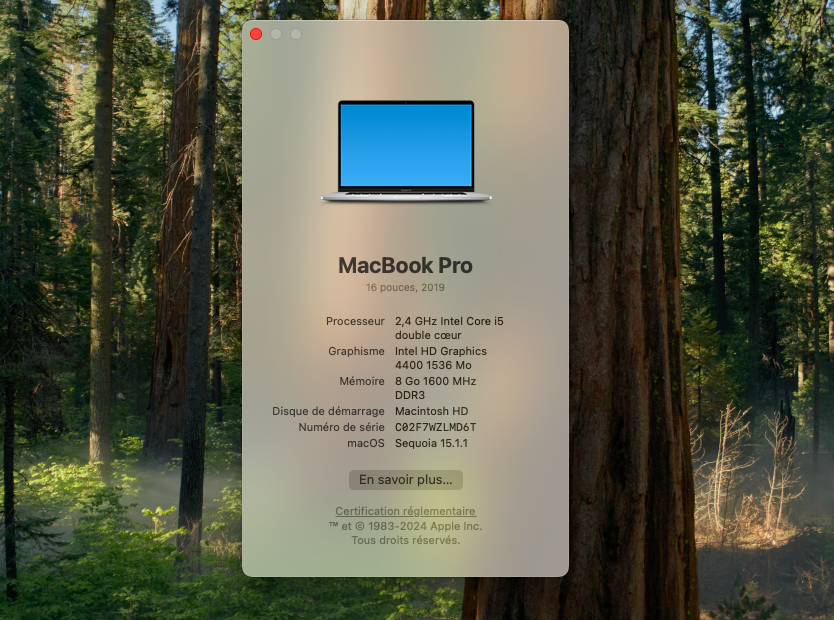 MacBook Pro
16 pouces, 2019
Processeur 2,4 GHz Intel Core i5
double cœur
Graphisme Intel HD Graphics
4400 1536 Mo
Mémoire 8 Go 1600 MHz
DDR3
Disque de démarrage Macintosh HD
Numéro de série C02F7WZLMD6T
macOS Sequoia 15.1.1
En savoir plus...
Certification réglementaire
™ et © 1983-2024 Apple Inc.
Tous droits réservés.